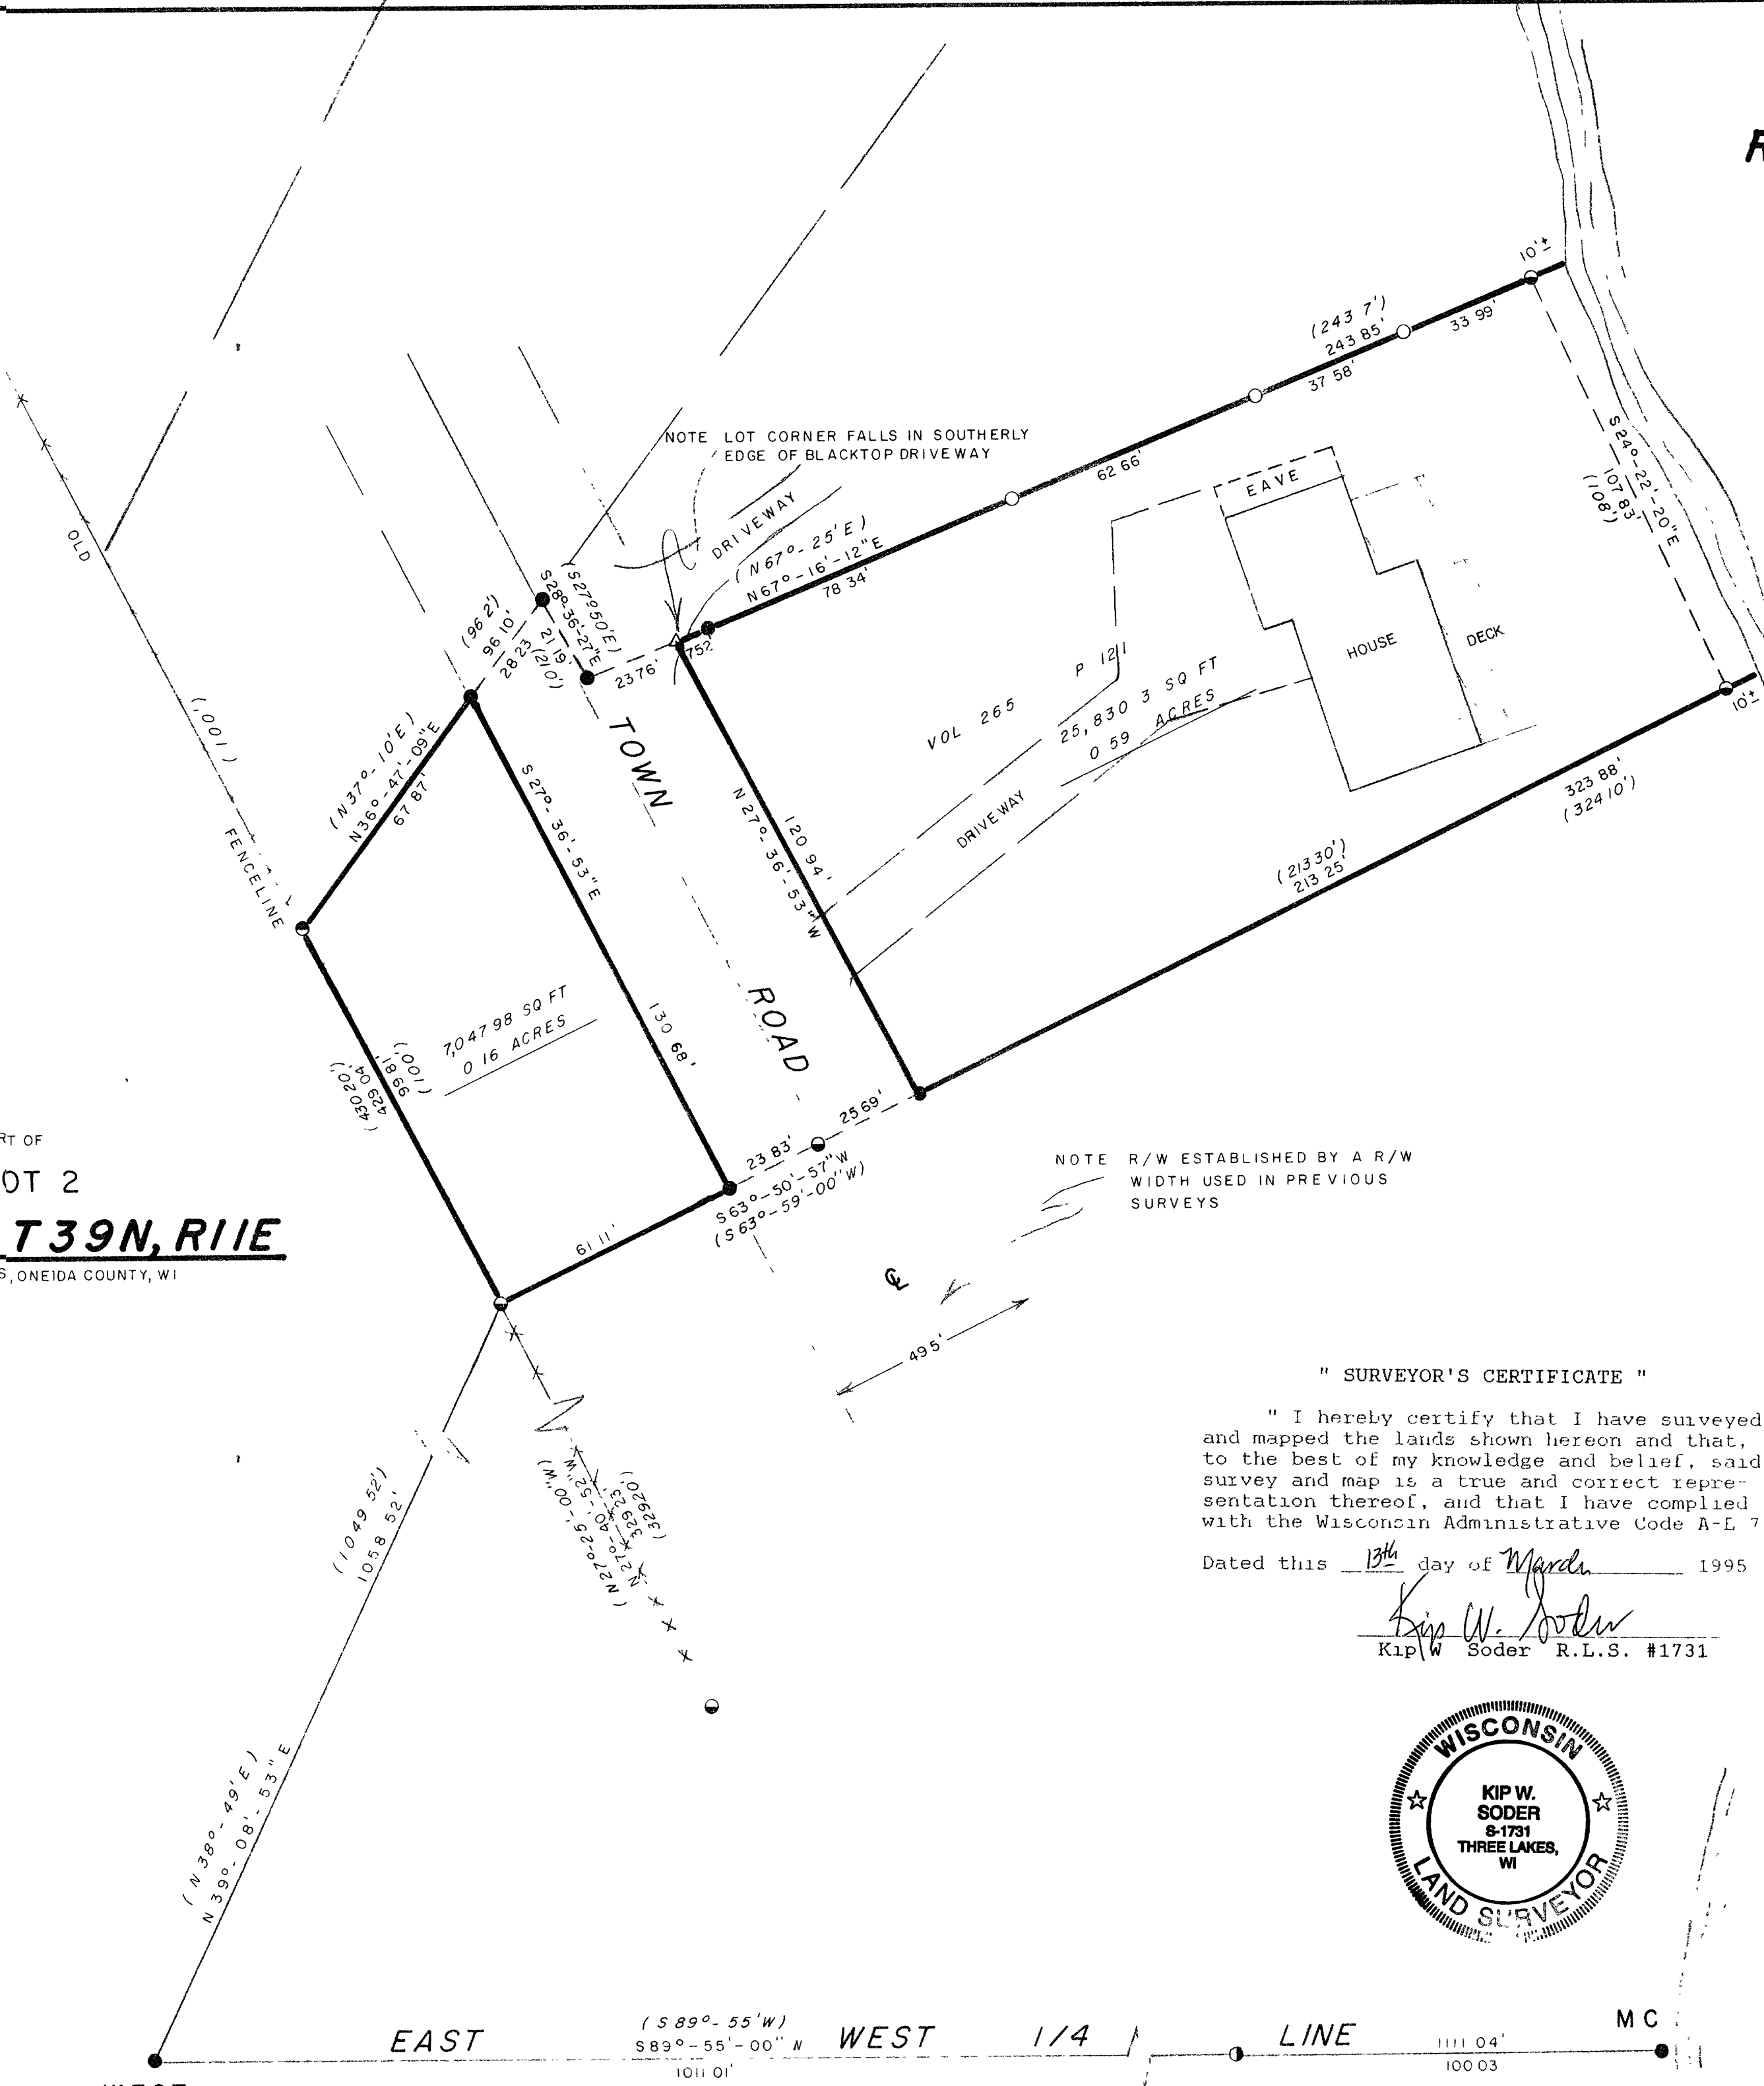 R
10'±
(243 7')
243 85'
33 99'
37 58'
62 66'
S 24°-22'-20"E
107 83'
(108')
NOTE LOT CORNER FALLS IN SOUTHERLY
EDGE OF BLACKTOP DRIVEWAY
DRIVEWAY
(N67°-25'E)
N67°-16'-12"E
78 34'
EAVE
HOUSE
DECK
OLD
FENCELINE
(100')
(96 2')
96 10'
28 23
(S27°50'E)
S28°-36'-27"E
21 19'
(21 0')
23 76'
752'
TOWN
ROAD
VOL 265 P 121
25,830 3 SQ FT
0 59 ACRES
DRIVEWAY
10'±
323 88'
(324 10')
(213 30')
213 25'
(N37°-10'E)
N36°-47'-09"E
67 87'
S 27°-36'-53"E
130 68'
120 94'
N 27°-36'-53"W
7,047 98 SQ FT
0 16 ACRES
(100')
99 81'
429 04'
(430 20')
25 69'
23 83'
S 63°-50'-57"W
(S 63°-59'-00"W)
61 11'
RT OF
OT 2
T39N, R11E
S, ONEIDA COUNTY, WI
NOTE R/W ESTABLISHED BY A R/W
WIDTH USED IN PREVIOUS
SURVEYS
℄
49 5'
(N27°-25'-00"W)
N 27°-40'-52"W
329 23'
(329 20')
(1049 52')
1058 52'
(N 38°-49'E)
N 39°-08'-53"E
" SURVEYOR'S CERTIFICATE "
" I hereby certify that I have surveyed
and mapped the lands shown hereon and that,
to the best of my knowledge and belief, said
survey and map is a true and correct repre-
sentation thereof, and that I have complied
with the Wisconsin Administrative Code A-E 7
Dated this 13th day of March 1995
Kip W. Soder
Kip W Soder R.L.S. #1731
WISCONSIN
KIP W.
SODER
S-1731
THREE LAKES,
WI
LAND SURVEYOR
(S 89°-55'W)
EAST WEST 1/4 LINE
S89°-55'-00" N
1011 01'
1111 04'
100 03
M C